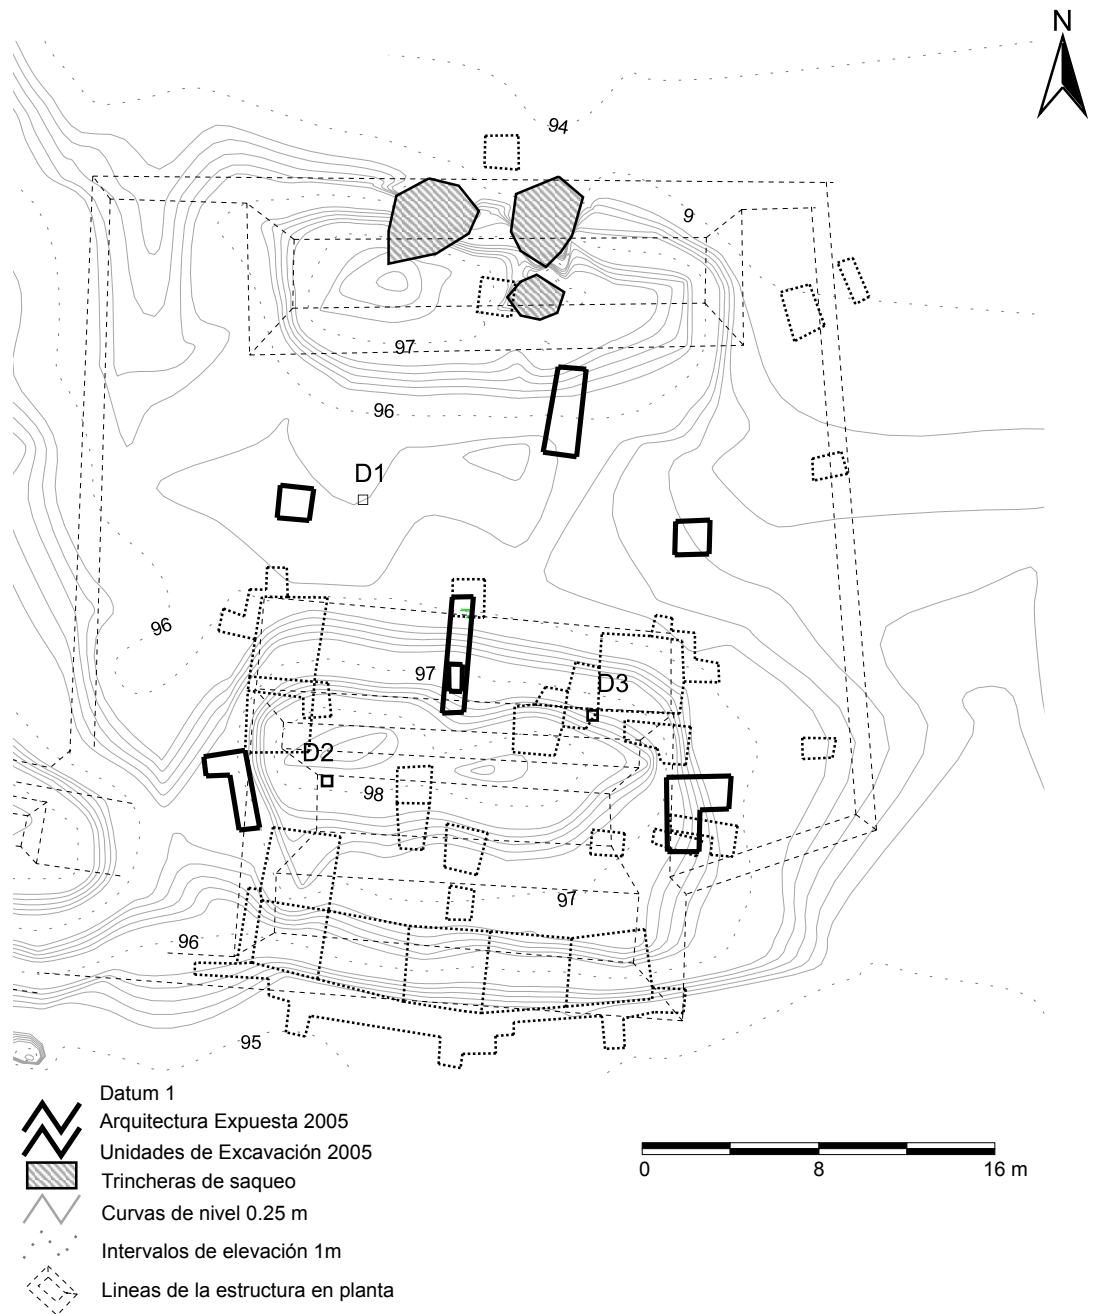 N
94
9
97
96
D1
96
97
D3
D2
98
97
96
95
Datum 1
Arquitectura Expuesta 2005
Unidades de Excavación 2005
Trincheras de saqueo
Curvas de nivel 0.25 m
Intervalos de elevación 1m
Lineas de la estructura en planta
0 8 16 m